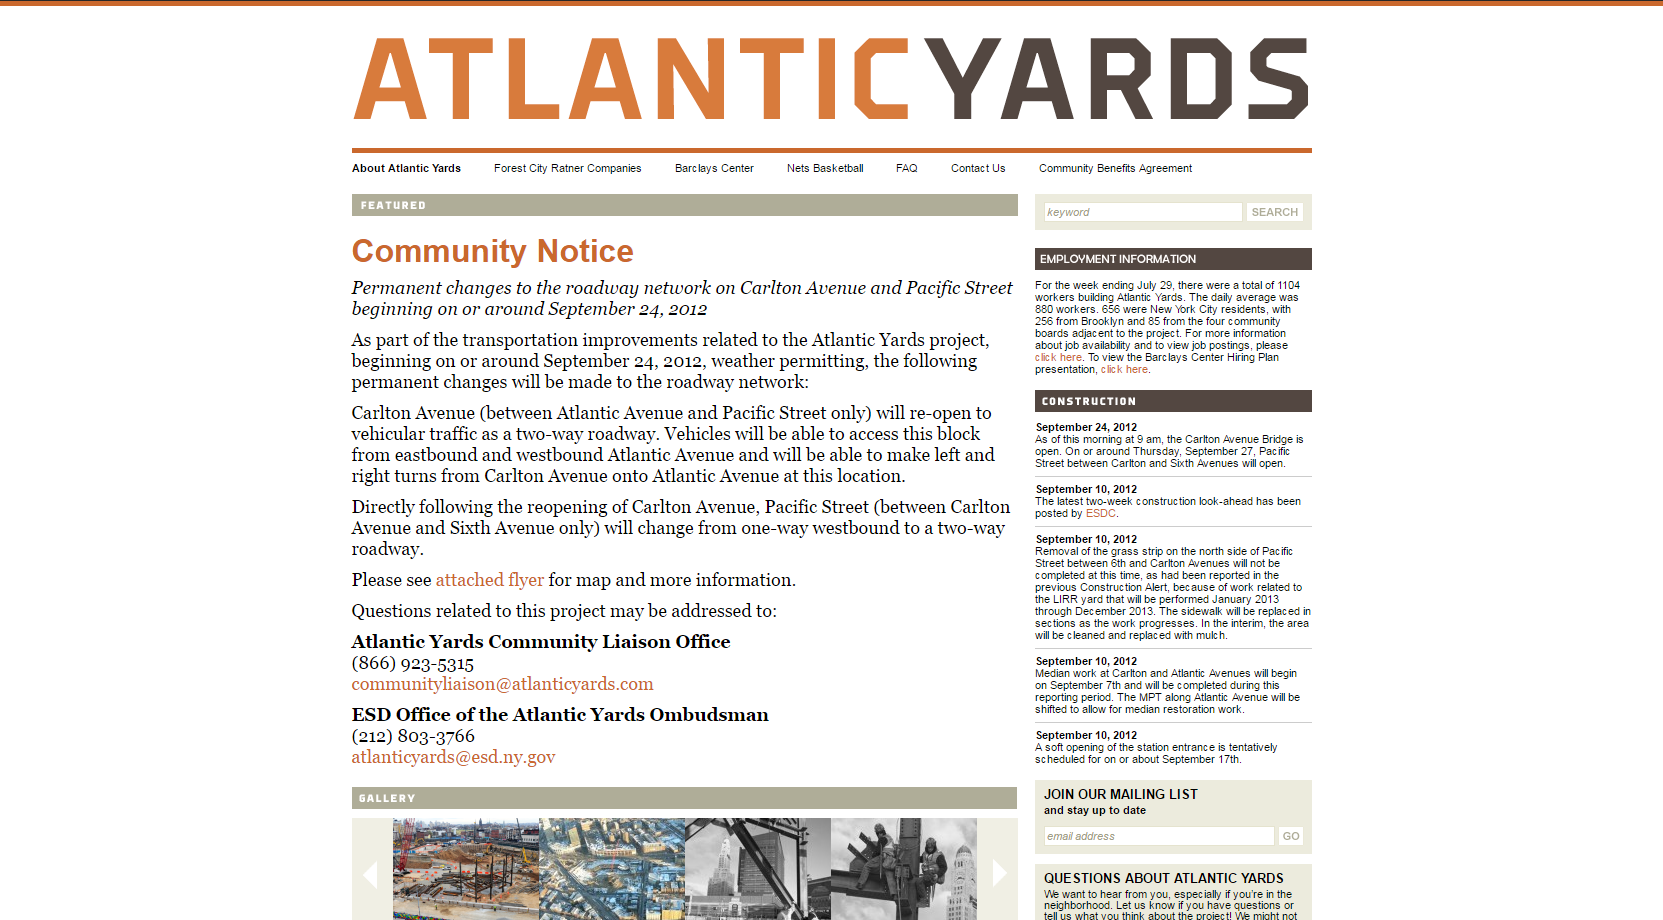 ATLANTICYARDS
About Atlantic Yards Forest City Ratner Companies Barclays Center Nets Basketball FAQ Contact Us Community Benefits Agreement
FEATURED
Community Notice
Permanent changes to the roadway network on Carlton Avenue and Pacific Street
beginning on or around September 24, 2012
As part of the transportation improvements related to the Atlantic Yards project,
beginning on or around September 24, 2012, weather permitting, the following
permanent changes will be made to the roadway network:
Carlton Avenue (between Atlantic Avenue and Pacific Street only) will re-open to
vehicular traffic as a two-way roadway. Vehicles will be able to access this block
from eastbound and westbound Atlantic Avenue and will be able to make left and
right turns from Carlton Avenue onto Atlantic Avenue at this location.
Directly following the reopening of Carlton Avenue, Pacific Street (between Carlton
Avenue and Sixth Avenue only) will change from one-way westbound to a two-way
roadway.
Please see attached flyer for map and more information.
Questions related to this project may be addressed to:
Atlantic Yards Community Liaison Office
(866) 923-5315
communityliaison@atlanticyards.com
ESD Office of the Atlantic Yards Ombudsman
(212) 803-3766
atlanticyards@esd.ny.gov
GALLERY
keyword SEARCH
EMPLOYMENT INFORMATION
For the week ending July 29, there were a total of 1104
workers building Atlantic Yards. The daily average was
880 workers. 656 were New York City residents, with
256 from Brooklyn and 85 from the four community
boards adjacent to the project. For more information
about job availability and to view job postings, please
click here. To view the Barclays Center Hiring Plan
presentation, click here.
CONSTRUCTION
September 24, 2012
As of this morning at 9 am, the Carlton Avenue Bridge is
open. On or around Thursday, September 27, Pacific
Street between Carlton and Sixth Avenues will open.
September 10, 2012
The latest two-week construction look-ahead has been
posted by ESDC.
September 10, 2012
Removal of the grass strip on the north side of Pacific
Street between 6th and Carlton Avenues will not be
completed at this time, as had been reported in the
previous Construction Alert, because of work related to
the LIRR yard that will be performed January 2013
through December 2013. The sidewalk will be replaced in
sections as the work progresses. In the interim, the area
will be cleaned and replaced with mulch.
September 10, 2012
Median work at Carlton and Atlantic Avenues will begin
on September 7th and will be completed during this
reporting period. The MPT along Atlantic Avenue will be
shifted to allow for median restoration work.
September 10, 2012
A soft opening of the station entrance is tentatively
scheduled for on or about September 17th.
JOIN OUR MAILING LIST
and stay up to date
email address GO
QUESTIONS ABOUT ATLANTIC YARDS
We want to hear from you, especially if you're in the
neighborhood. Let us know if you have questions or
tell us what you think about the project! We might not